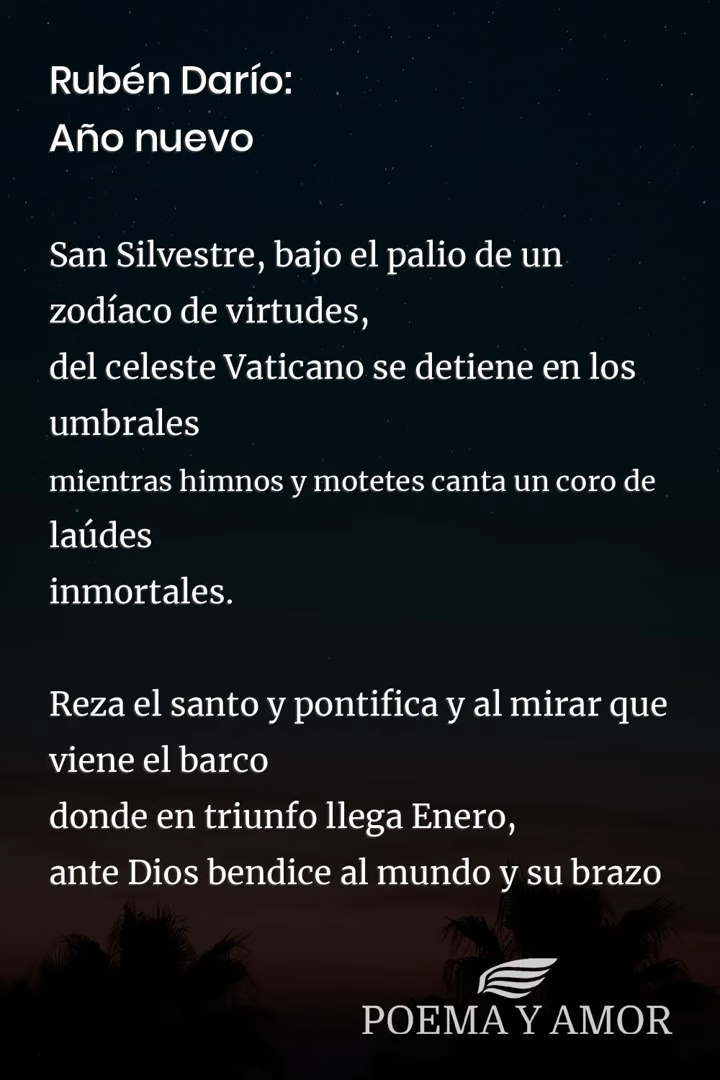 Rubén Darío:
Año nuevo
San Silvestre, bajo el palio de un
zodíaco de virtudes,
del celeste Vaticano se detiene en los
umbrales
mientras himnos y motetes canta un coro de
laúdes
inmortales.
Reza el santo y pontifica y al mirar que
viene el barco
donde en triunfo llega Enero,
ante Dios bendice al mundo y su brazo
POEMA Y AMOR